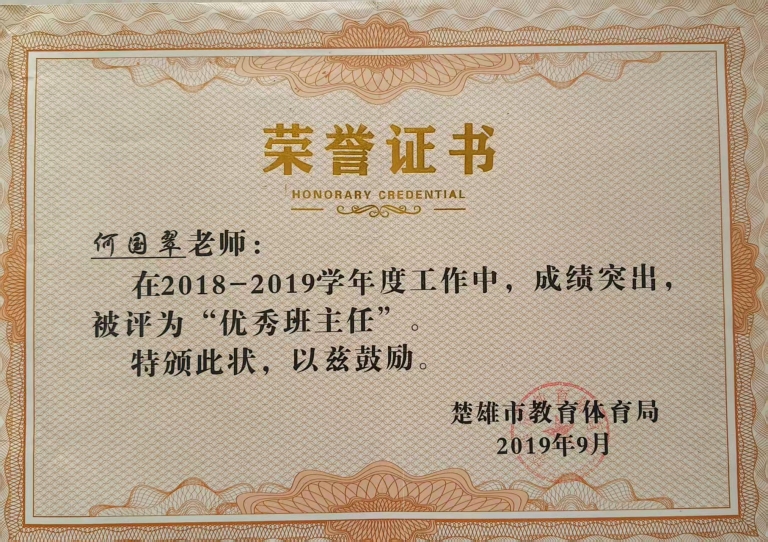 荣誉证书
HONORARY CREDENTIAL
何国翠老师：
在2018-2019学年度工作中，成绩突出，
被评为“优秀班主任”。
特颁此状，以兹鼓励。
楚雄市教育体育局
2019年9月